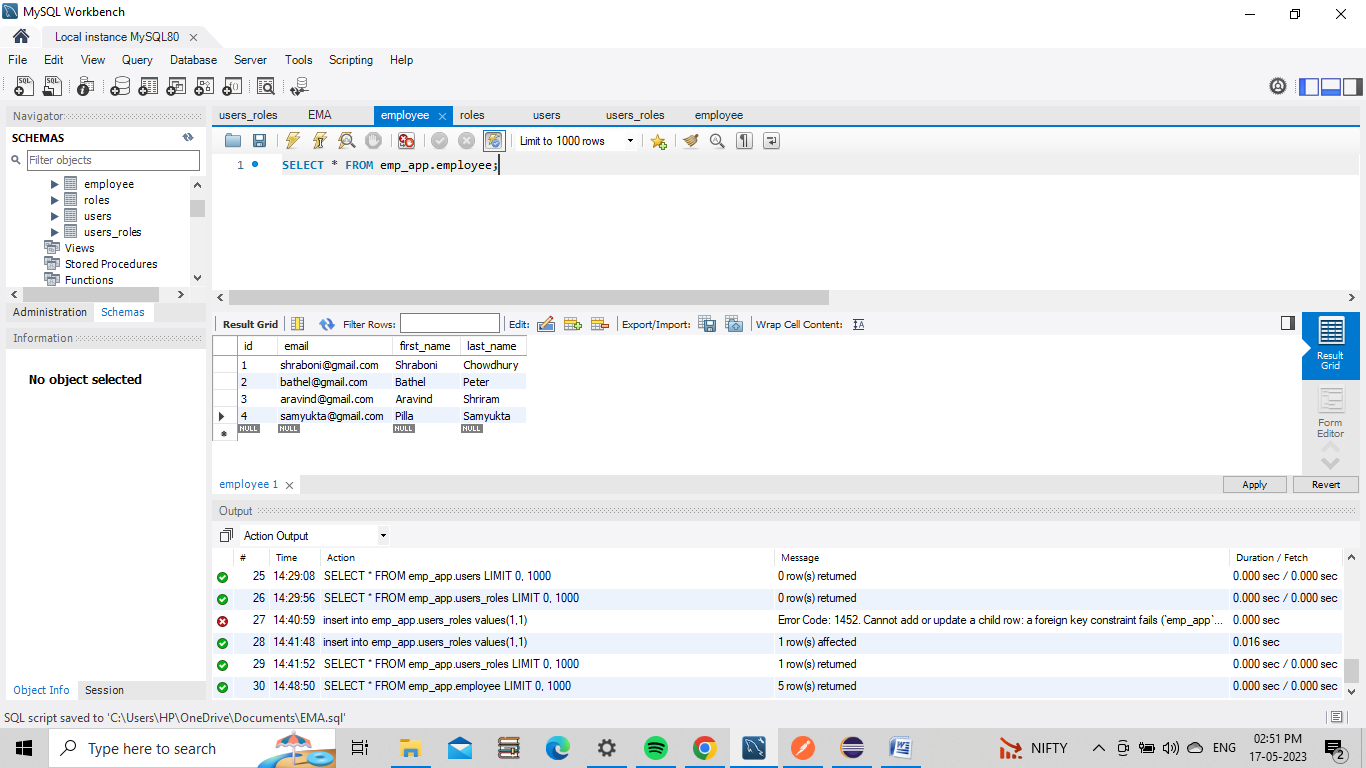 MySQL Workbench
Local instance MySQL80
File Edit View Query Database Server Tools Scripting Help
Navigator
SCHEMAS
Filter objects
employee
roles
users
users_roles
Views
Stored Procedures
Functions
Administration Schemas
Information
No object selected
Object Info Session
users_roles EMA employee roles users users_roles employee
Limit to 1000 rows
1 SELECT * FROM emp_app.employee;
Result Grid Filter Rows: Edit: Export/Import: Wrap Cell Content:
id email first_name last_name
1 shraboni@gmail.com Shraboni Chowdhury
2 bathel@gmail.com Bathel Peter
3 aravind@gmail.com Aravind Shriram
4 samyukta@gmail.com Pilla Samyukta
NULL NULL NULL NULL
Result
Grid
Form
Editor
employee 1 Apply Revert
Output
Action Output
# Time Action Message Duration / Fetch
25 14:29:08 SELECT * FROM emp_app.users LIMIT 0, 1000 0 row(s) returned 0.000 sec / 0.000 sec
26 14:29:56 SELECT * FROM emp_app.users_roles LIMIT 0, 1000 0 row(s) returned 0.000 sec / 0.000 sec
27 14:40:59 insert into emp_app.users_roles values(1,1) Error Code: 1452. Cannot add or update a child row: a foreign key constraint fails (`emp_app`... 0.000 sec
28 14:41:48 insert into emp_app.users_roles values(1,1) 1 row(s) affected 0.016 sec
29 14:41:52 SELECT * FROM emp_app.users_roles LIMIT 0, 1000 1 row(s) returned 0.000 sec / 0.000 sec
30 14:48:50 SELECT * FROM emp_app.employee LIMIT 0, 1000 5 row(s) returned 0.000 sec / 0.000 sec
SQL script saved to 'C:\Users\HP\OneDrive\Documents\EMA.sql'
Type here to search
NIFTY
ENG
02:51 PM
17-05-2023
2